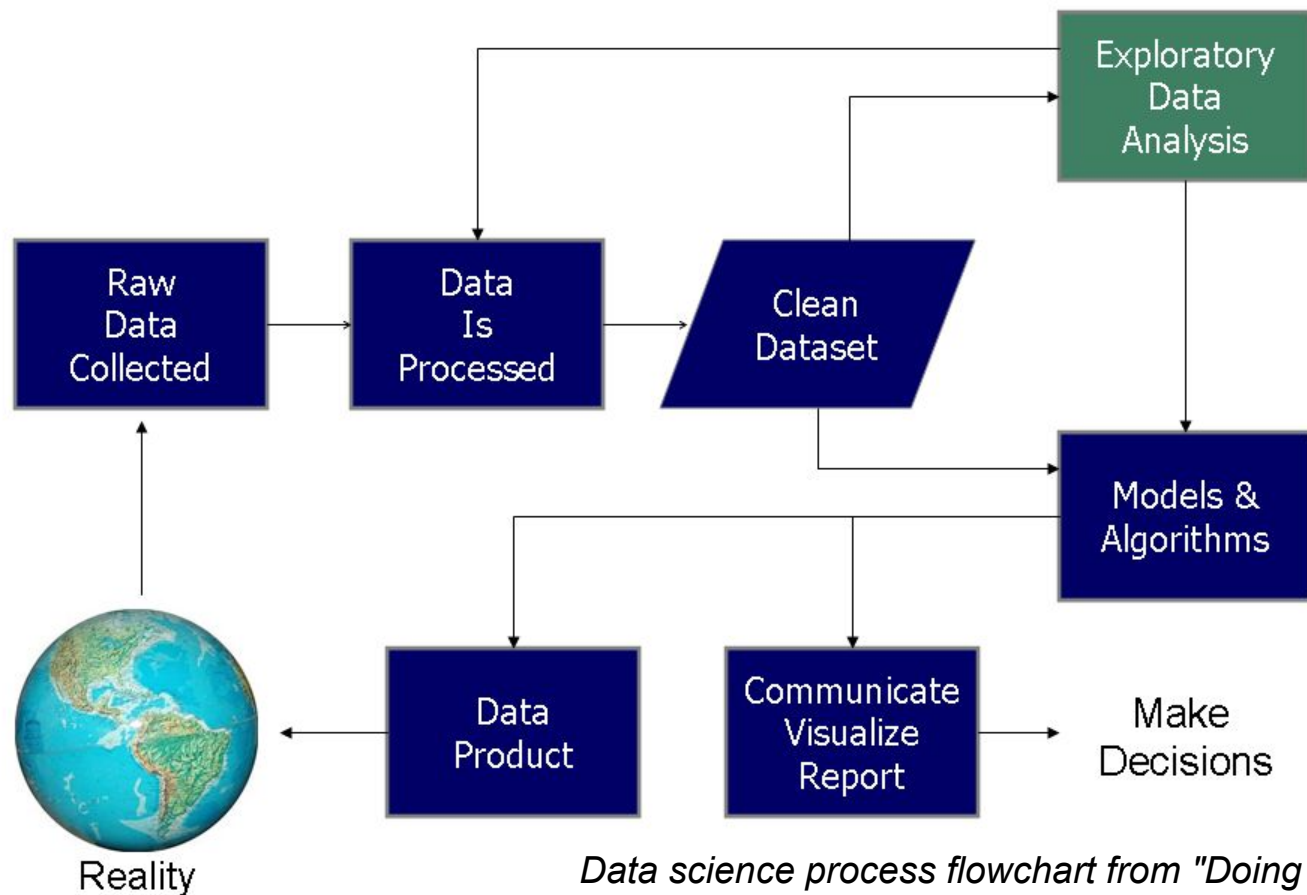 Exploratory
Data
Analysis
Raw
Data
Collected
Data
Is
Processed
Clean
Dataset
Models &
Algorithms
Data
Product
Communicate
Visualize
Report
Make
Decisions
Reality
Data science process flowchart from "Doing